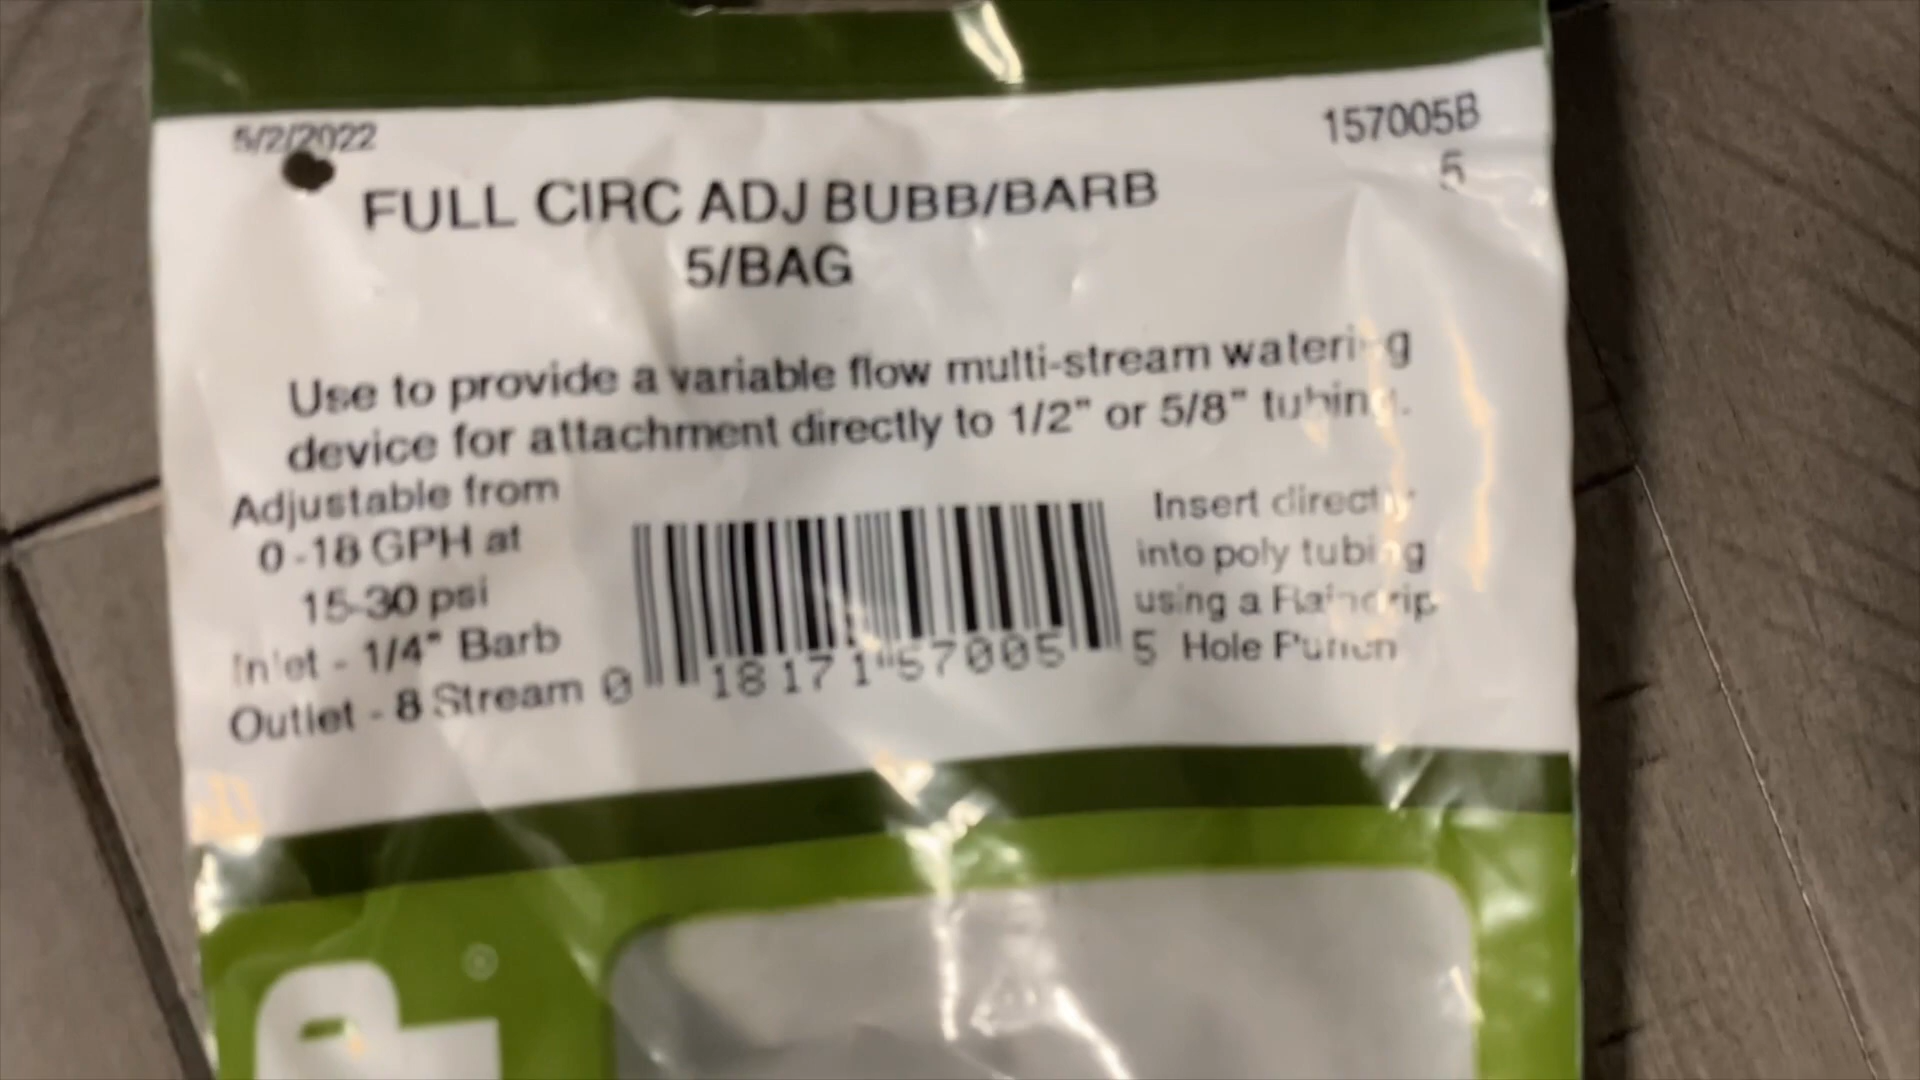 5/2/2022
157005B
5
FULL CIRC ADJ BUBB/BARB
5/BAG
Use to provide a variable flow multi-stream watering
device for attachment directly to 1/2" or 5/8" tubing.
Adjustable from
0-18 GPH at
15-30 psi
Inlet - 1/4" Barb
Outlet - 8 Stream
0 18171 57005 5
Insert directly
into poly tubing
using a Raindrip
Hole Punch